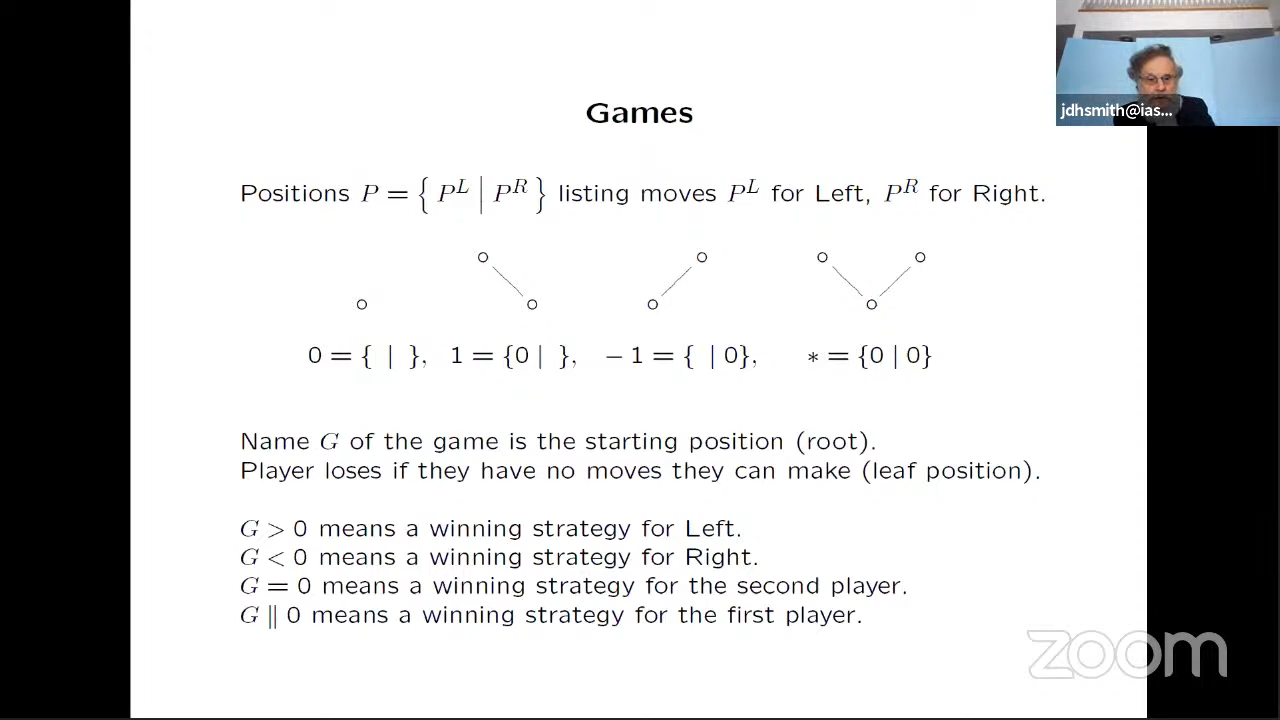 Games
jdhsmith@ias...
Positions P = { P^L | P^R } listing moves P^L for Left, P^R for Right.
0 = { | }, 1 = {0 | }, − 1 = { | 0}, ∗ = {0 | 0}
Name G of the game is the starting position (root).
Player loses if they have no moves they can make (leaf position).
G > 0 means a winning strategy for Left.
G < 0 means a winning strategy for Right.
G = 0 means a winning strategy for the second player.
G ∥ 0 means a winning strategy for the first player.
zoom